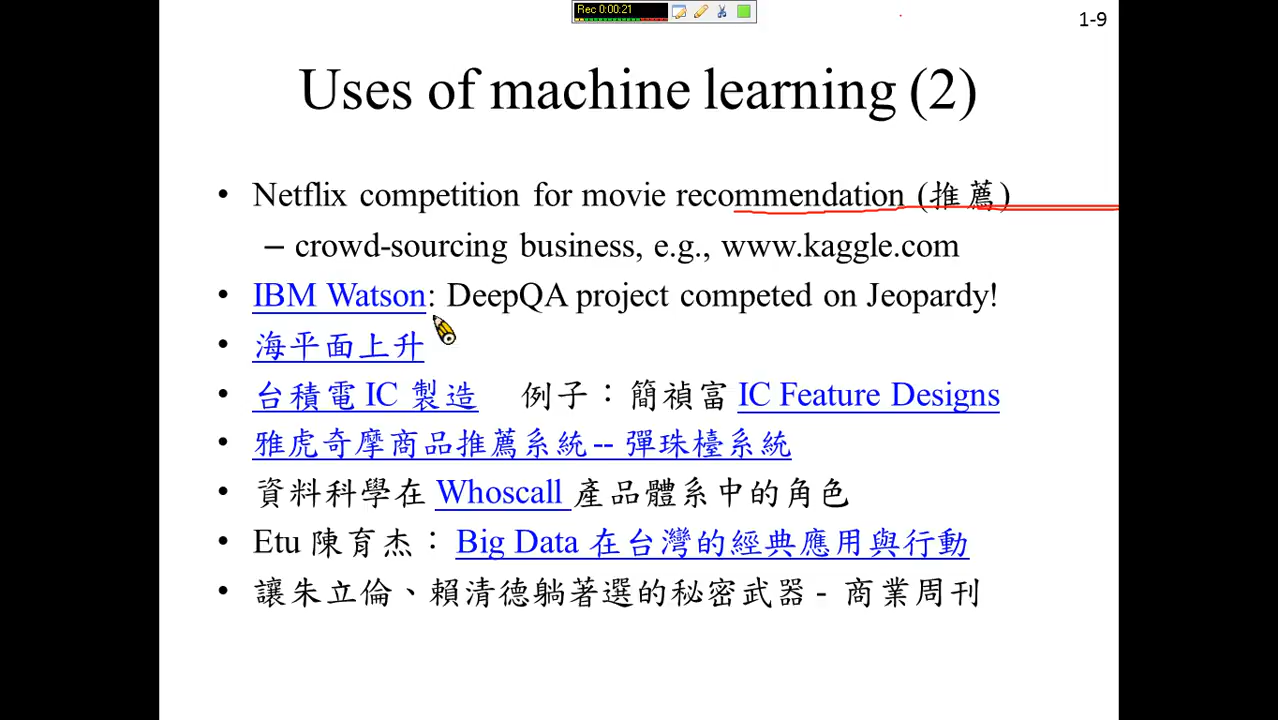 Rec 0:00:21
1-9
Uses of machine learning (2)
• Netflix competition for movie recommendation (推薦)
– crowd-sourcing business, e.g., www.kaggle.com
• IBM Watson: DeepQA project competed on Jeopardy!
• 海平面上升
• 台積電 IC 製造 例子：簡禎富 IC Feature Designs
• 雅虎奇摩商品推薦系統 -- 彈珠檯系統
• 資料科學在 Whoscall 產品體系中的角色
• Etu 陳育杰： Big Data 在台灣的經典應用與行動
• 讓朱立倫、賴清德躺著選的秘密武器 - 商業周刊